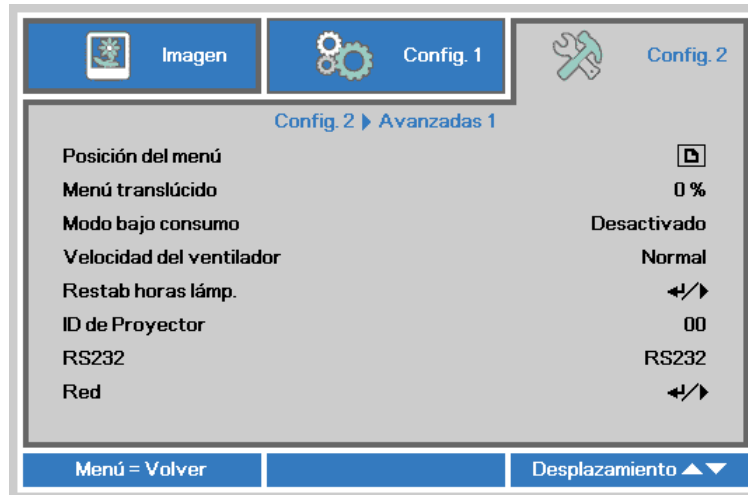 Imagen
Config. 1
Config. 2
Config. 2 ▶ Avanzadas 1
Posición del menú
Menú translúcido 0 %
Modo bajo consumo Desactivado
Velocidad del ventilador Normal
Restab horas lámp. ↵/▶
ID de Proyector 00
RS232 RS232
Red ↵/▶
Menú = Volver
Desplazamiento ▲▼